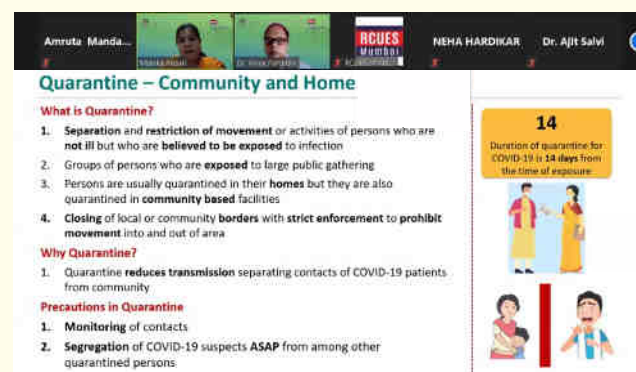 Amruta Manda...
RCUES
Mumbai
NEHA HARDIKAR
Dr. Ajit Salvi
Quarantine – Community and Home
What is Quarantine?
1. Separation and restriction of movement or activities of persons who are
not ill but who are believed to be exposed to infection
2. Groups of persons who are exposed to large public gathering
3. Persons are usually quarantined in their homes but they are also
quarantined in community based facilities
4. Closing of local or community borders with strict enforcement to prohibit
movement into and out of area
Why Quarantine?
1. Quarantine reduces transmission separating contacts of COVID-19 patients
from community
Precautions in Quarantine
1. Monitoring of contacts
2. Segregation of COVID-19 suspects ASAP from among other
quarantined persons
14
Duration of quarantine for
COVID-19 is 14 days from
the time of exposure